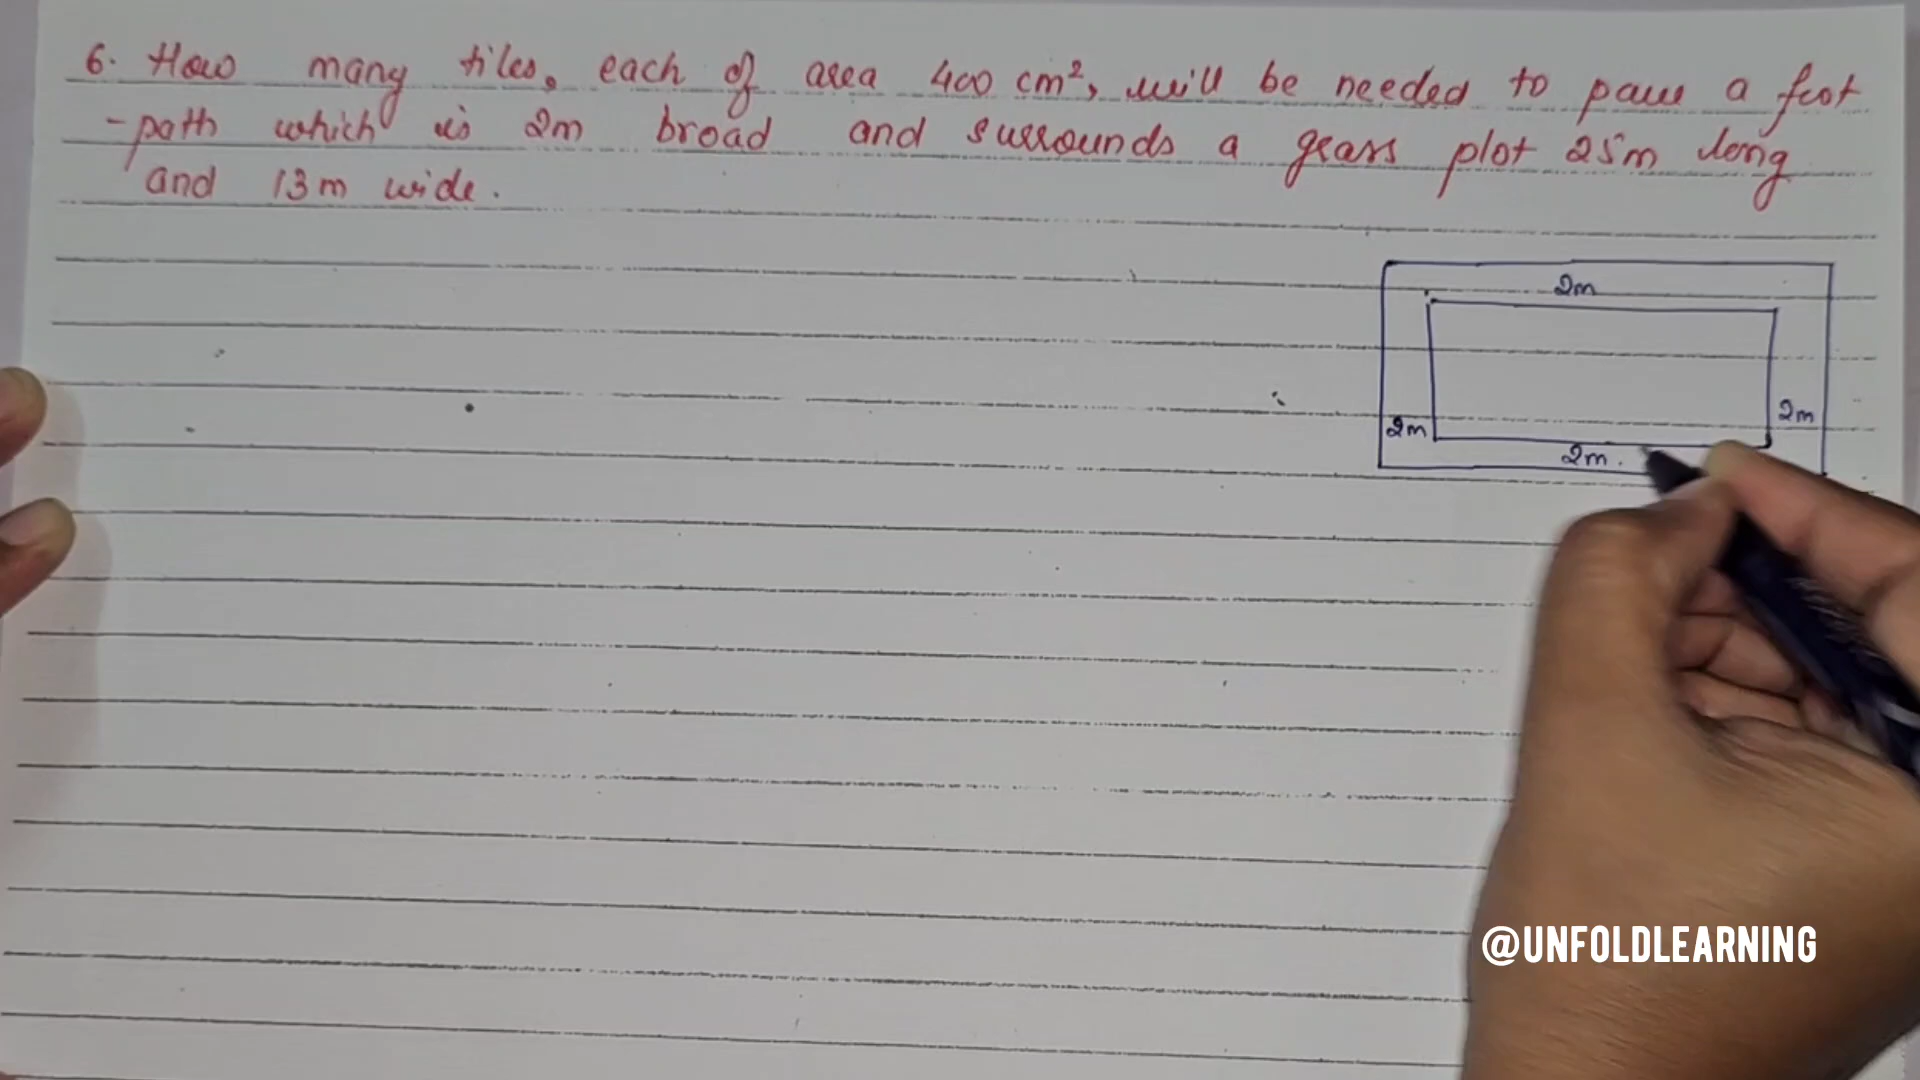 6. How many tiles, each of area 400 cm², will be needed to pave a foot
-path which is 2m broad and surrounds a grass plot 25m long
and 13m wide.
2m
2m
2m
2m.
@UNFOLDLEARNING